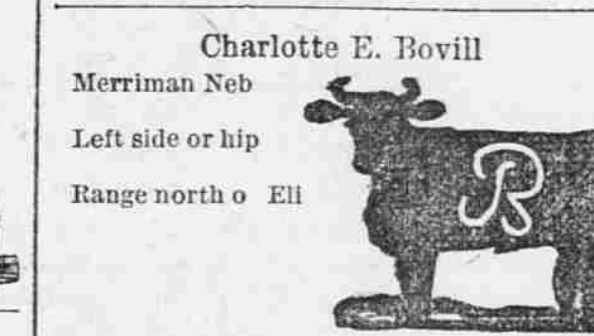 Charlotte E. Bovill
Merriman Neb
Left side or hip
Range north o Eli
R